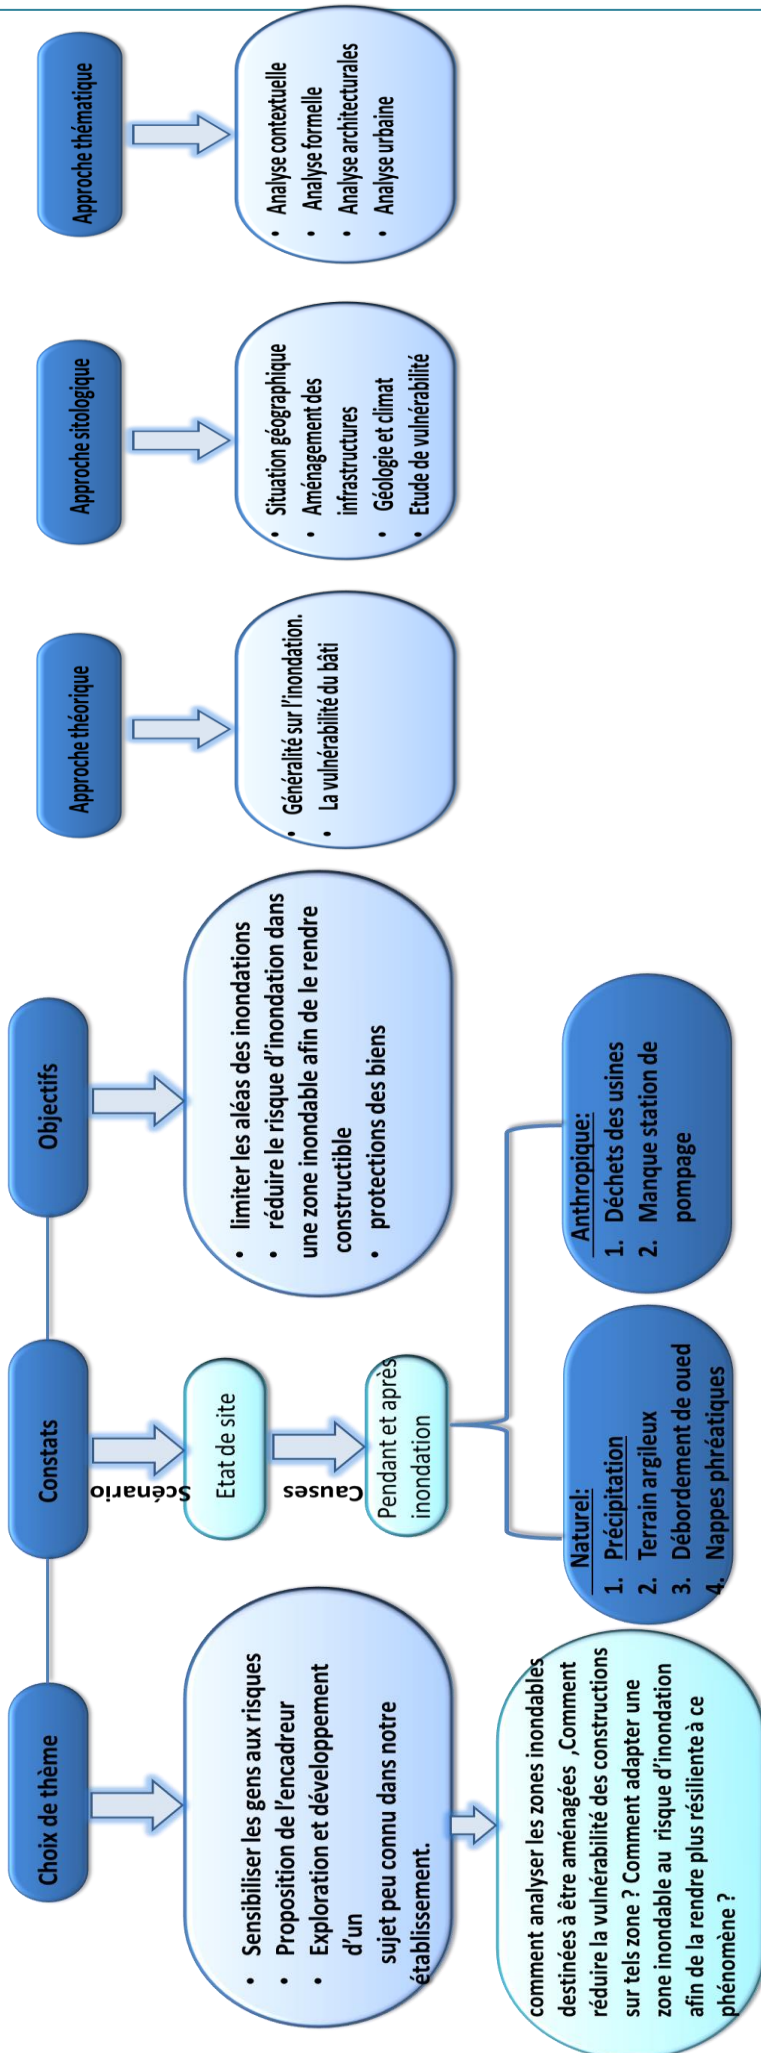 Choix de thème
Constats
Objectifs
Approche théorique
Approche sitologique
Approche thématique
• Sensibiliser les gens aux risques
• Proposition de l'encadreur
• Exploration et développement
d'un
sujet peu connu dans notre
établissement.
comment analyser les zones inondables
destinées à être aménagées ,Comment
réduire la vulnérabilité des constructions
sur tels zone ? Comment adapter une
zone inondable au risque d'inondation
afin de la rendre plus résiliente à ce
phénomène ?
Scénario
Etat de site
Causes
Pendant et après
inondation
Naturel:
1. Précipitation
2. Terrain argileux
3. Débordement de oued
4. Nappes phréatiques
Anthropique:
1. Déchets des usines
2. Manque station de
pompage
• limiter les aléas des inondations
• réduire le risque d'inondation dans
une zone inondable afin de le rendre
constructible
• protections des biens
• Généralité sur l'inondation.
• La vulnérabilité du bâti
• Situation géographique
• Aménagement des
infrastructures
• Géologie et climat
• Etude de vulnérabilité
• Analyse contextuelle
• Analyse formelle
• Analyse architecturales
• Analyse urbaine